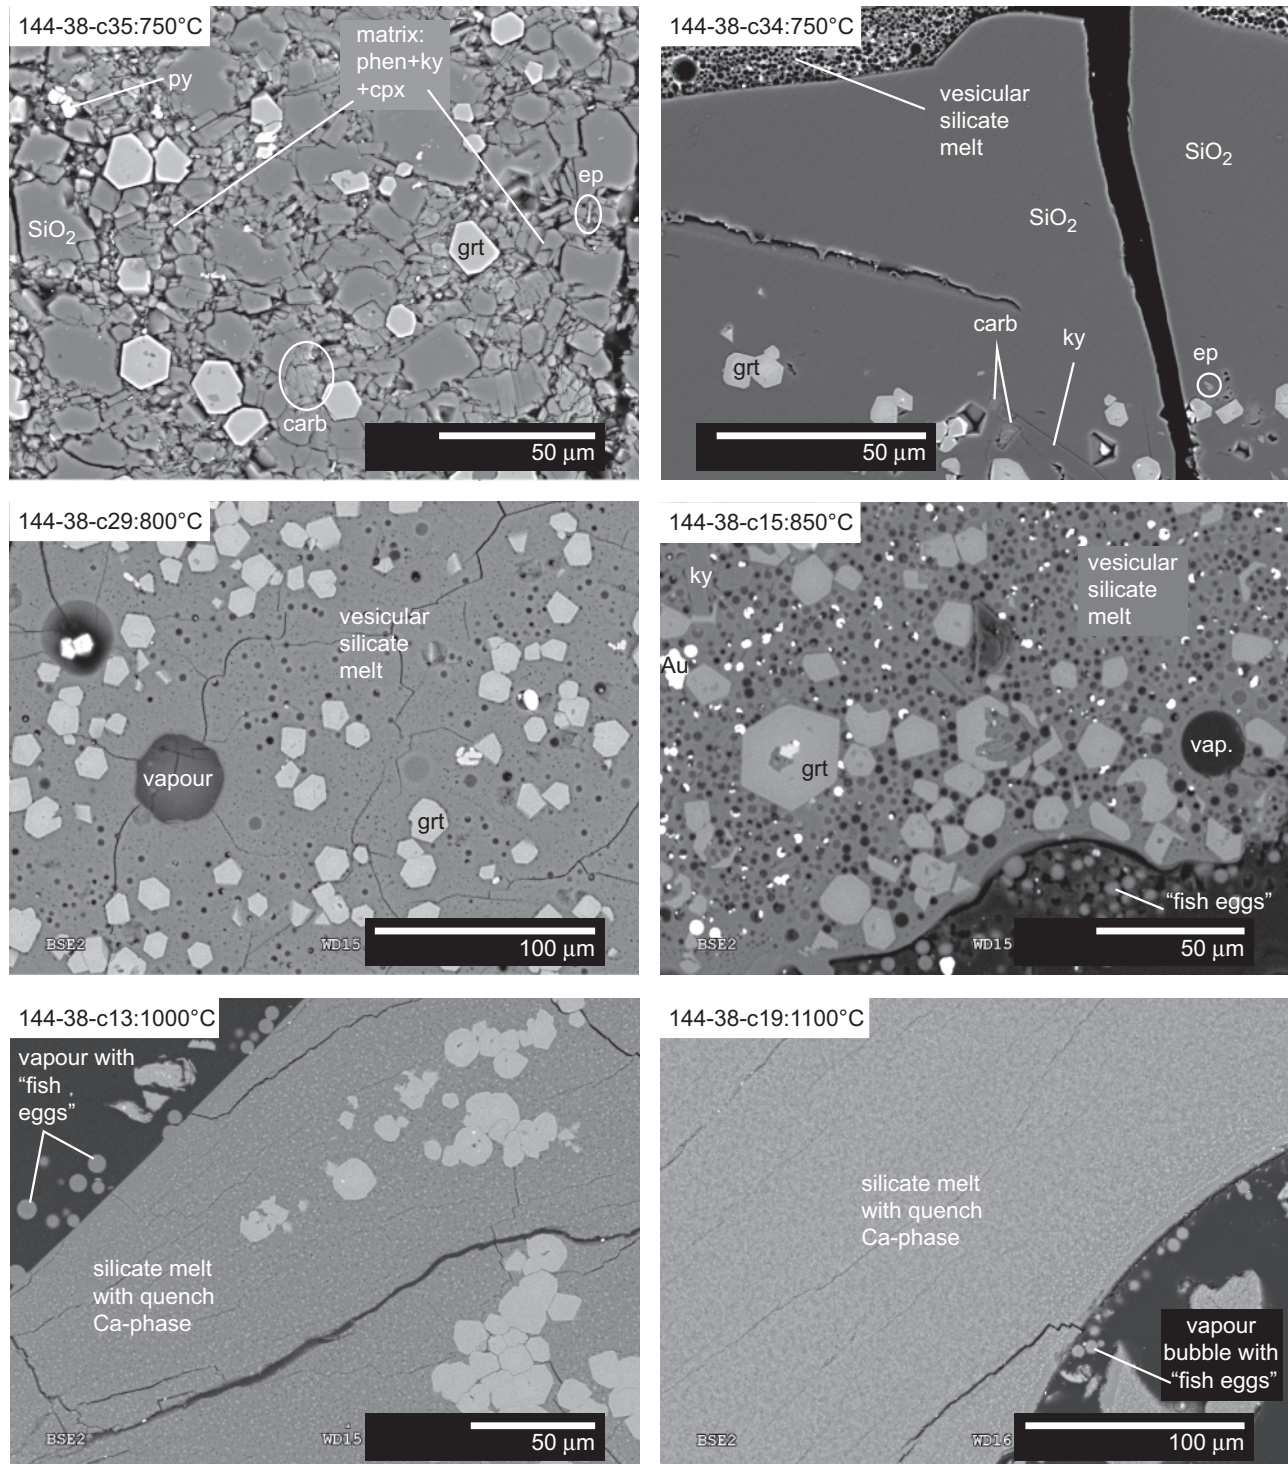 144-38-c35:750°C
py
matrix:
phen+ky
+cpx
ep
SiO2
grt
carb
50 μm
144-38-c34:750°C
vesicular
silicate
melt
SiO2
SiO2
carb
ky
ep
grt
50 μm
144-38-c29:800°C
vesicular
silicate
melt
vapour
grt
BSE2
WD15
100 μm
144-38-c15:850°C
ky
vesicular
silicate
melt
Au
vap.
grt
"fish eggs"
BSE2
WD15
50 μm
144-38-c13:1000°C
vapour with
"fish
eggs"
silicate melt
with quench
Ca-phase
BSE2
WD15
50 μm
144-38-c19:1100°C
silicate melt
with quench
Ca-phase
vapour
bubble with
"fish eggs"
BSE2
WD16
100 μm